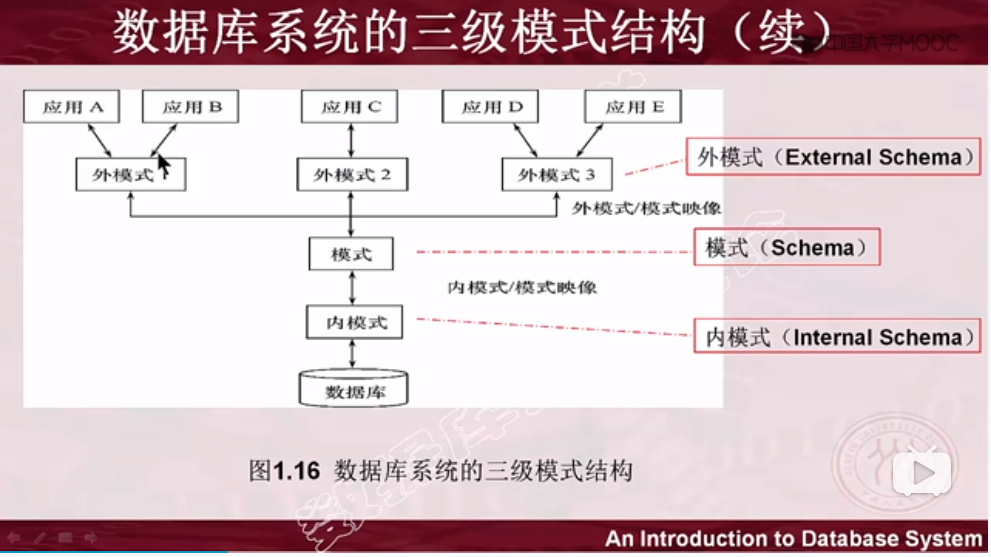 数据库系统的三级模式结构（续）
中国大学MOOC
应用 A 应用 B 应用 C 应用 D 应用 E
外模式 1 外模式 2 外模式 3
外模式（External Schema）
外模式/模式映像
模式
模式（Schema）
内模式/模式映像
内模式
内模式（Internal Schema）
数据库
图1.16 数据库系统的三级模式结构
An Introduction to Database System